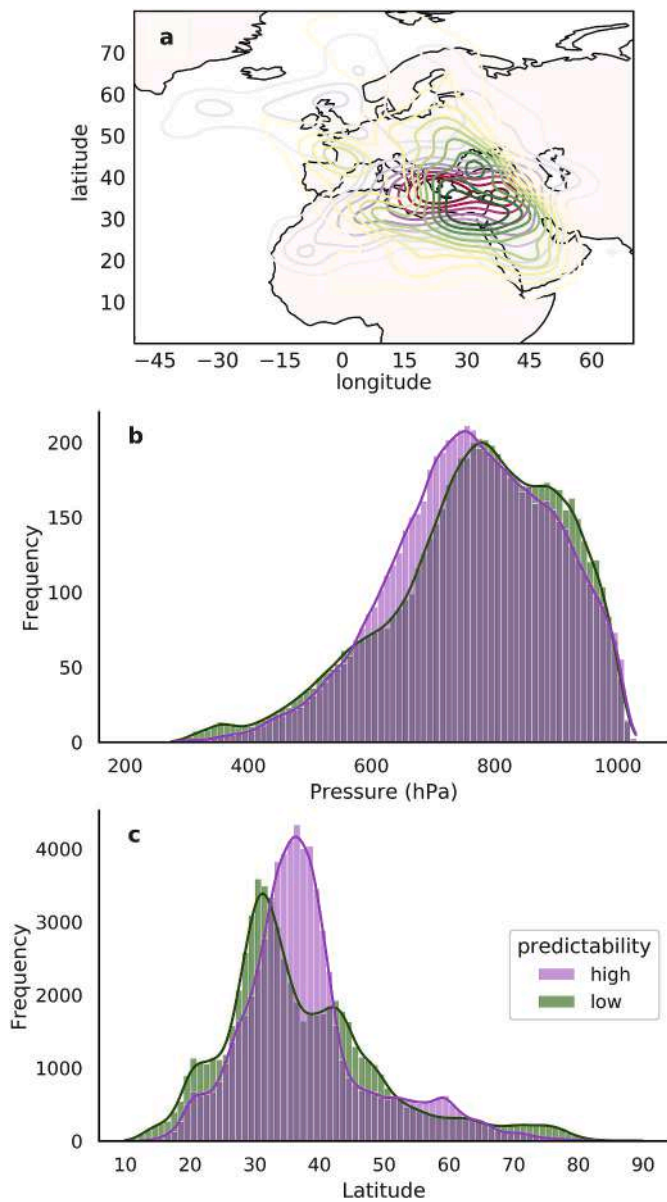 a
70
60
50
40
30
20
10
latitude
−45 −30 −15 0 15 30 45 60
longitude
b
200
150
100
50
0
Frequency
200 400 600 800 1000
Pressure (hPa)
c
4000
3000
2000
1000
0
Frequency
predictability
high
low
10 20 30 40 50 60 70 80 90
Latitude